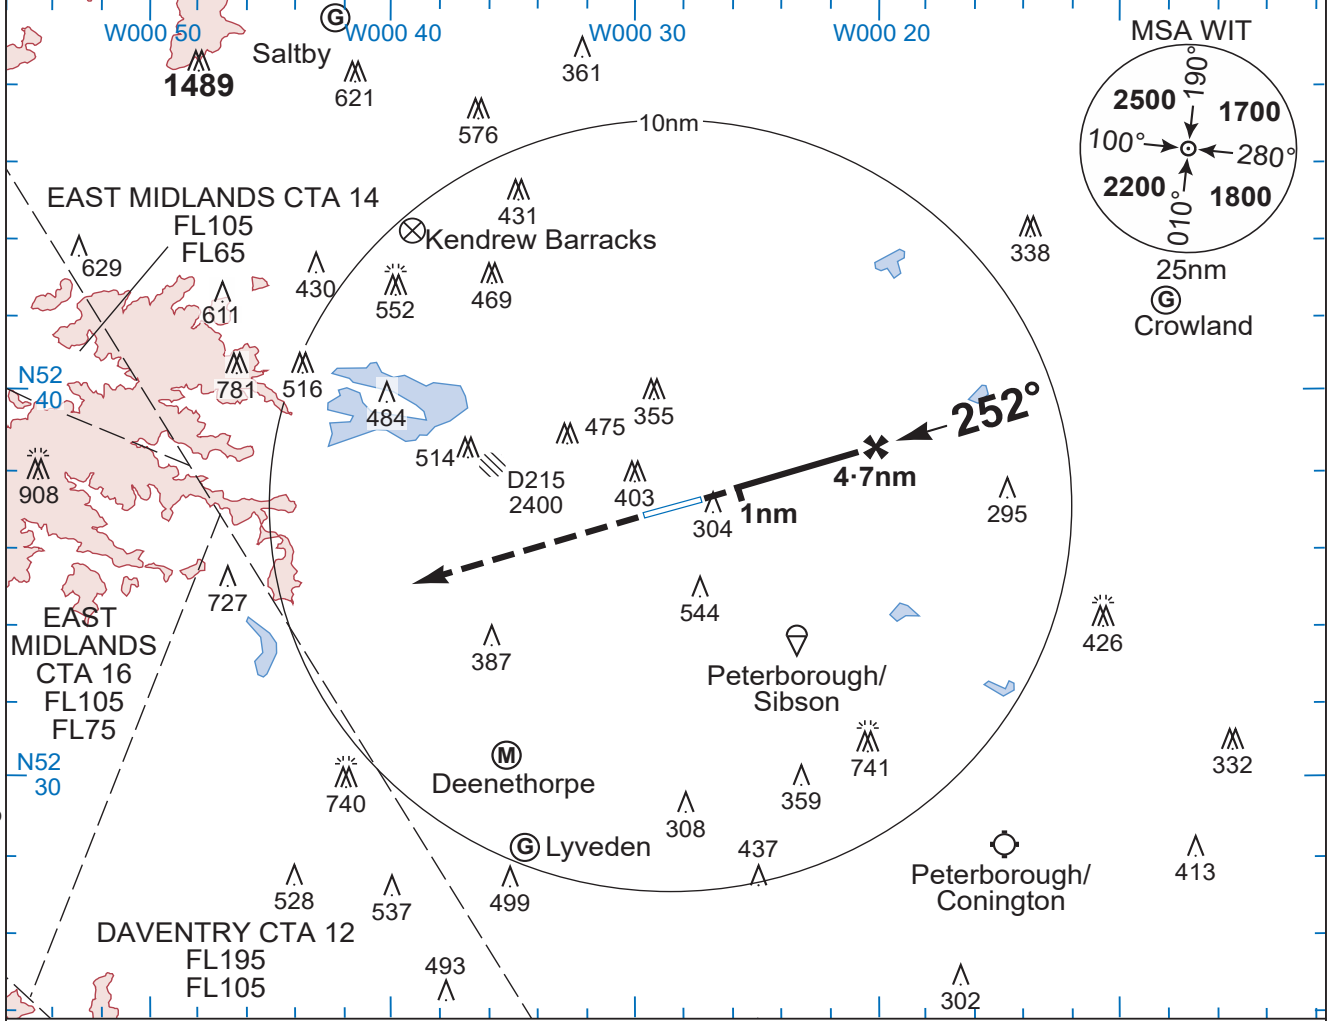 W000 50
G
W000 40
W000 30
W000 20
MSA WIT
Saltby
1489
621
361
576
10nm
2500
190°
1700
100°
280°
2200
010°
1800
25nm
EAST MIDLANDS CTA 14
FL105
FL65
431
Kendrew Barracks
338
G
Crowland
629
430
611
552
469
N52
40
781
516
484
355
475
252°
514
D215
2400
403
4·7nm
908
304
1nm
295
727
544
426
EAST
MIDLANDS
CTA 16
FL105
FL75
387
Peterborough/
Sibson
N52
30
M
Deenethorpe
741
332
740
359
308
G
Lyveden
437
413
Peterborough/
Conington
528
537
499
DAVENTRY CTA 12
FL195
FL105
493
302